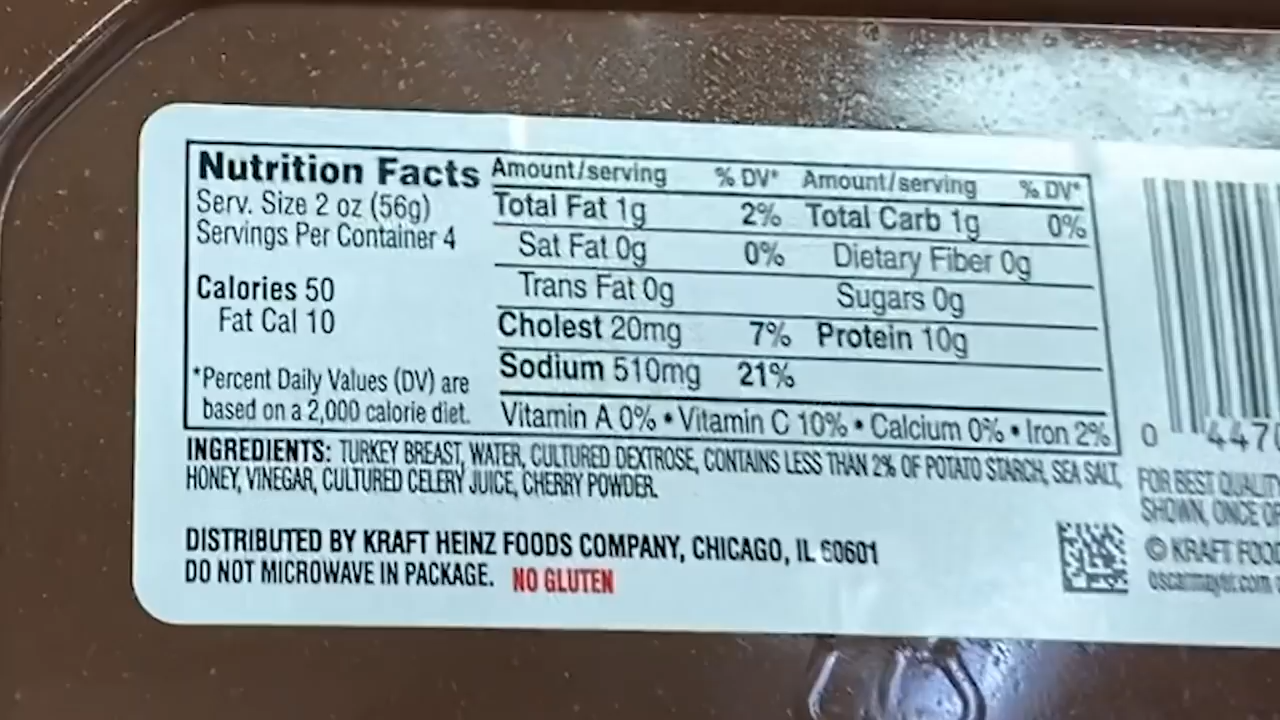 Nutrition Facts
Serv. Size 2 oz (56g)
Servings Per Container 4
Calories 50
Fat Cal 10
*Percent Daily Values (DV) are
based on a 2,000 calorie diet.
Amount/serving % DV* Amount/serving % DV*
Total Fat 1g 2% Total Carb 1g 0%
Sat Fat 0g 0% Dietary Fiber 0g
Trans Fat 0g Sugars 0g
Cholest 20mg 7% Protein 10g
Sodium 510mg 21%
Vitamin A 0% • Vitamin C 10% • Calcium 0% • Iron 2%
INGREDIENTS: TURKEY BREAST, WATER, CULTURED DEXTROSE, CONTAINS LESS THAN 2% OF POTATO STARCH, SEA SALT,
HONEY, VINEGAR, CULTURED CELERY JUICE, CHERRY POWDER.
DISTRIBUTED BY KRAFT HEINZ FOODS COMPANY, CHICAGO, IL 60601
DO NOT MICROWAVE IN PACKAGE. NO GLUTEN
0 447
FOR BEST QUALITY
SHOWN, ONCE
© KRAFT
oscarmayer.com